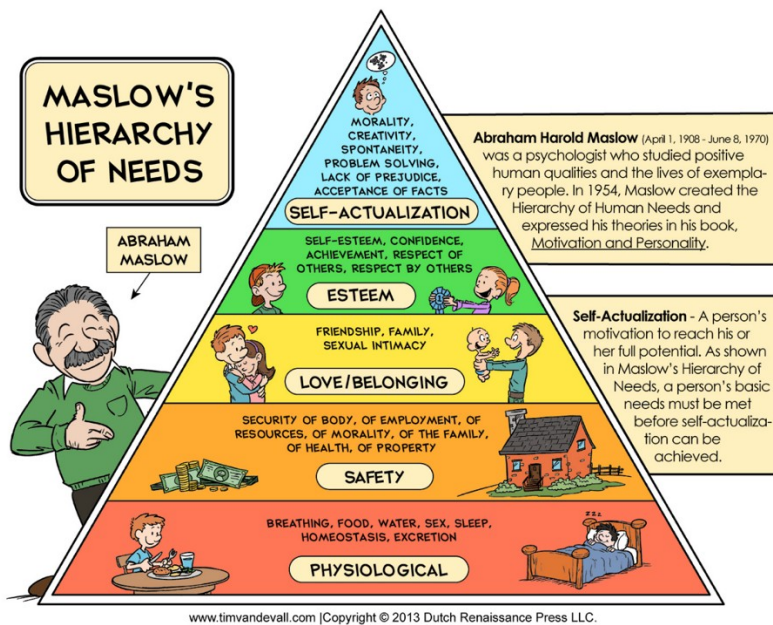 MASLOW'S
HIERARCHY
OF NEEDS
ABRAHAM
MASLOW
MORALITY,
CREATIVITY,
SPONTANEITY,
PROBLEM SOLVING,
LACK OF PREJUDICE,
ACCEPTANCE OF FACTS
SELF-ACTUALIZATION
SELF-ESTEEM, CONFIDENCE,
ACHIEVEMENT, RESPECT OF
OTHERS, RESPECT BY OTHERS
ESTEEM
FRIENDSHIP, FAMILY,
SEXUAL INTIMACY
LOVE/BELONGING
SECURITY OF BODY, OF EMPLOYMENT, OF
RESOURCES, OF MORALITY, OF THE FAMILY,
OF HEALTH, OF PROPERTY
SAFETY
BREATHING, FOOD, WATER, SEX, SLEEP,
HOMEOSTASIS, EXCRETION
PHYSIOLOGICAL
zzz
Abraham Harold Maslow (April 1, 1908 - June 8, 1970)
was a psychologist who studied positive
human qualities and the lives of exempla-
ry people. In 1954, Maslow created the
Hierarchy of Human Needs and
expressed his theories in his book,
Motivation and Personality.
Self-Actualization - A person's
motivation to reach his or
her full potential. As shown
in Maslow's Hierarchy of
Needs, a person's basic
needs must be met
before self-actualiza-
tion can be
achieved.
www.timvandevall.com |Copyright © 2013 Dutch Renaissance Press LLC.